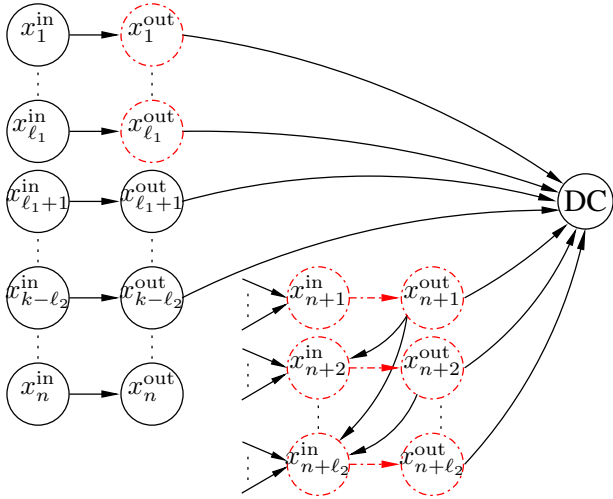 x_1^in x_1^out
x_{ℓ_1}^in x_{ℓ_1}^out
x_{ℓ_1+1}^in x_{ℓ_1+1}^out
DC
x_{k−ℓ_2}^in x_{k−ℓ_2}^out x_{n+1}^in x_{n+1}^out
x_{n+2}^in x_{n+2}^out
x_n^in x_n^out
x_{n+ℓ_2}^in x_{n+ℓ_2}^out